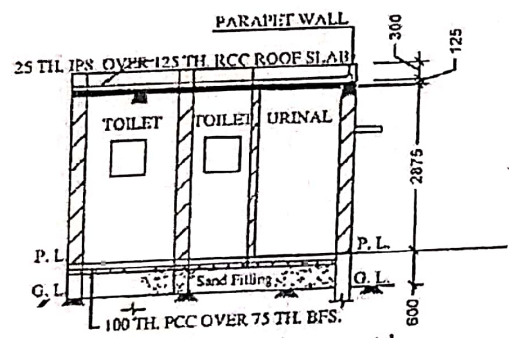 PARAPET WALL
300
125
25 TH. IPS OVER 125 TH. RCC ROOF SLAB
TOILET
TOILET
URINAL
2875
P. L.
P. L.
G. L.
Sand Filling
G. L.
600
100 TH. PCC OVER 75 TH. BFS.